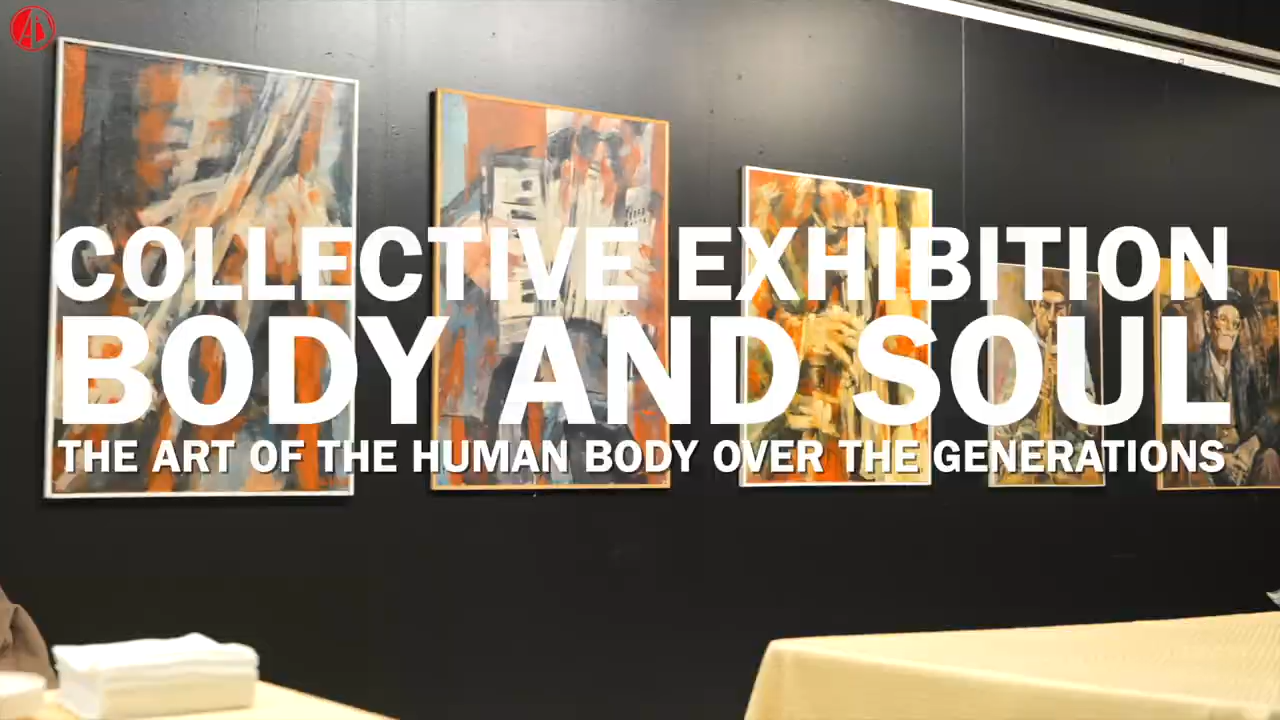 COLLECTIVE EXHIBITION
BODY AND SOUL
THE ART OF THE HUMAN BODY OVER THE GENERATIONS